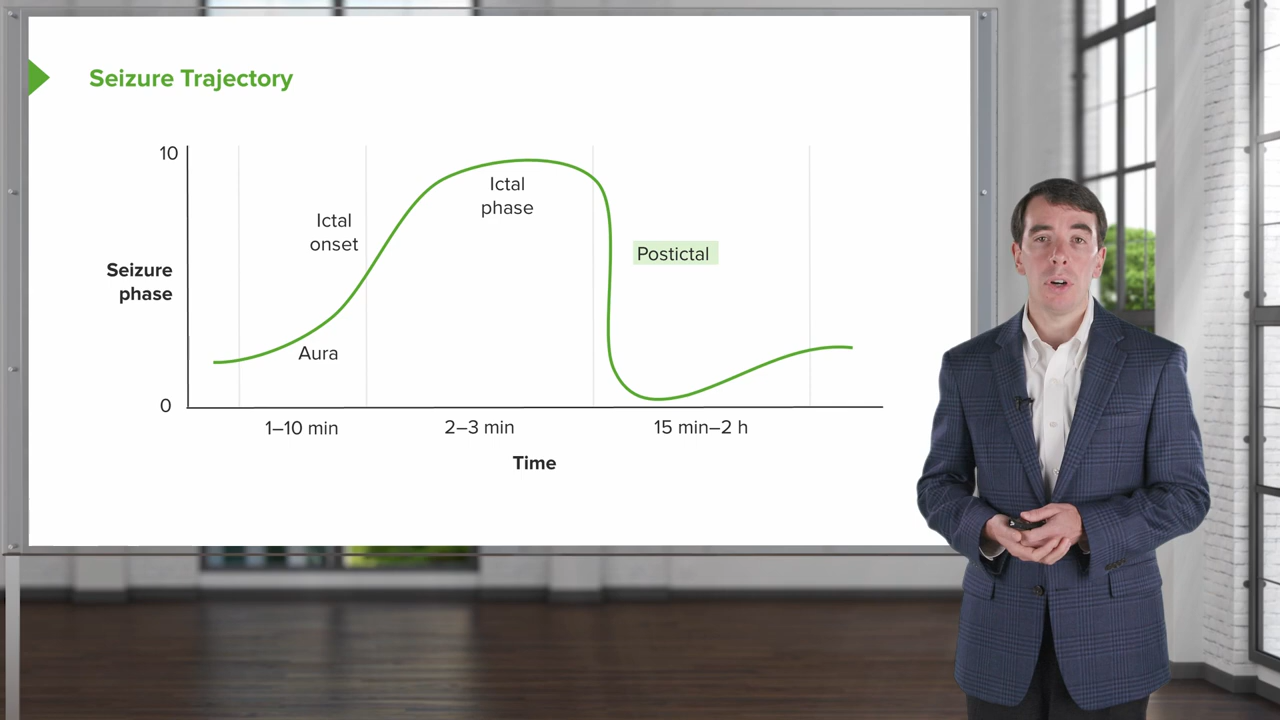 Seizure Trajectory
10
Ictal
phase
Ictal
onset
Postictal
Seizure
phase
Aura
0
1–10 min
2–3 min
15 min–2 h
Time